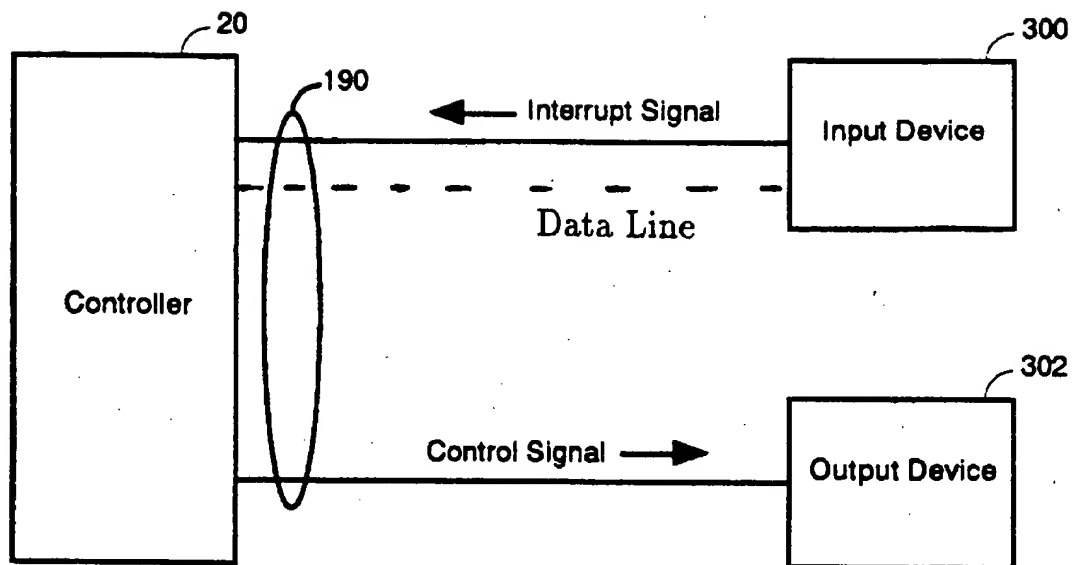 20
300
190
Interrupt Signal
Input Device
Data Line
Controller
302
Control Signal
Output Device